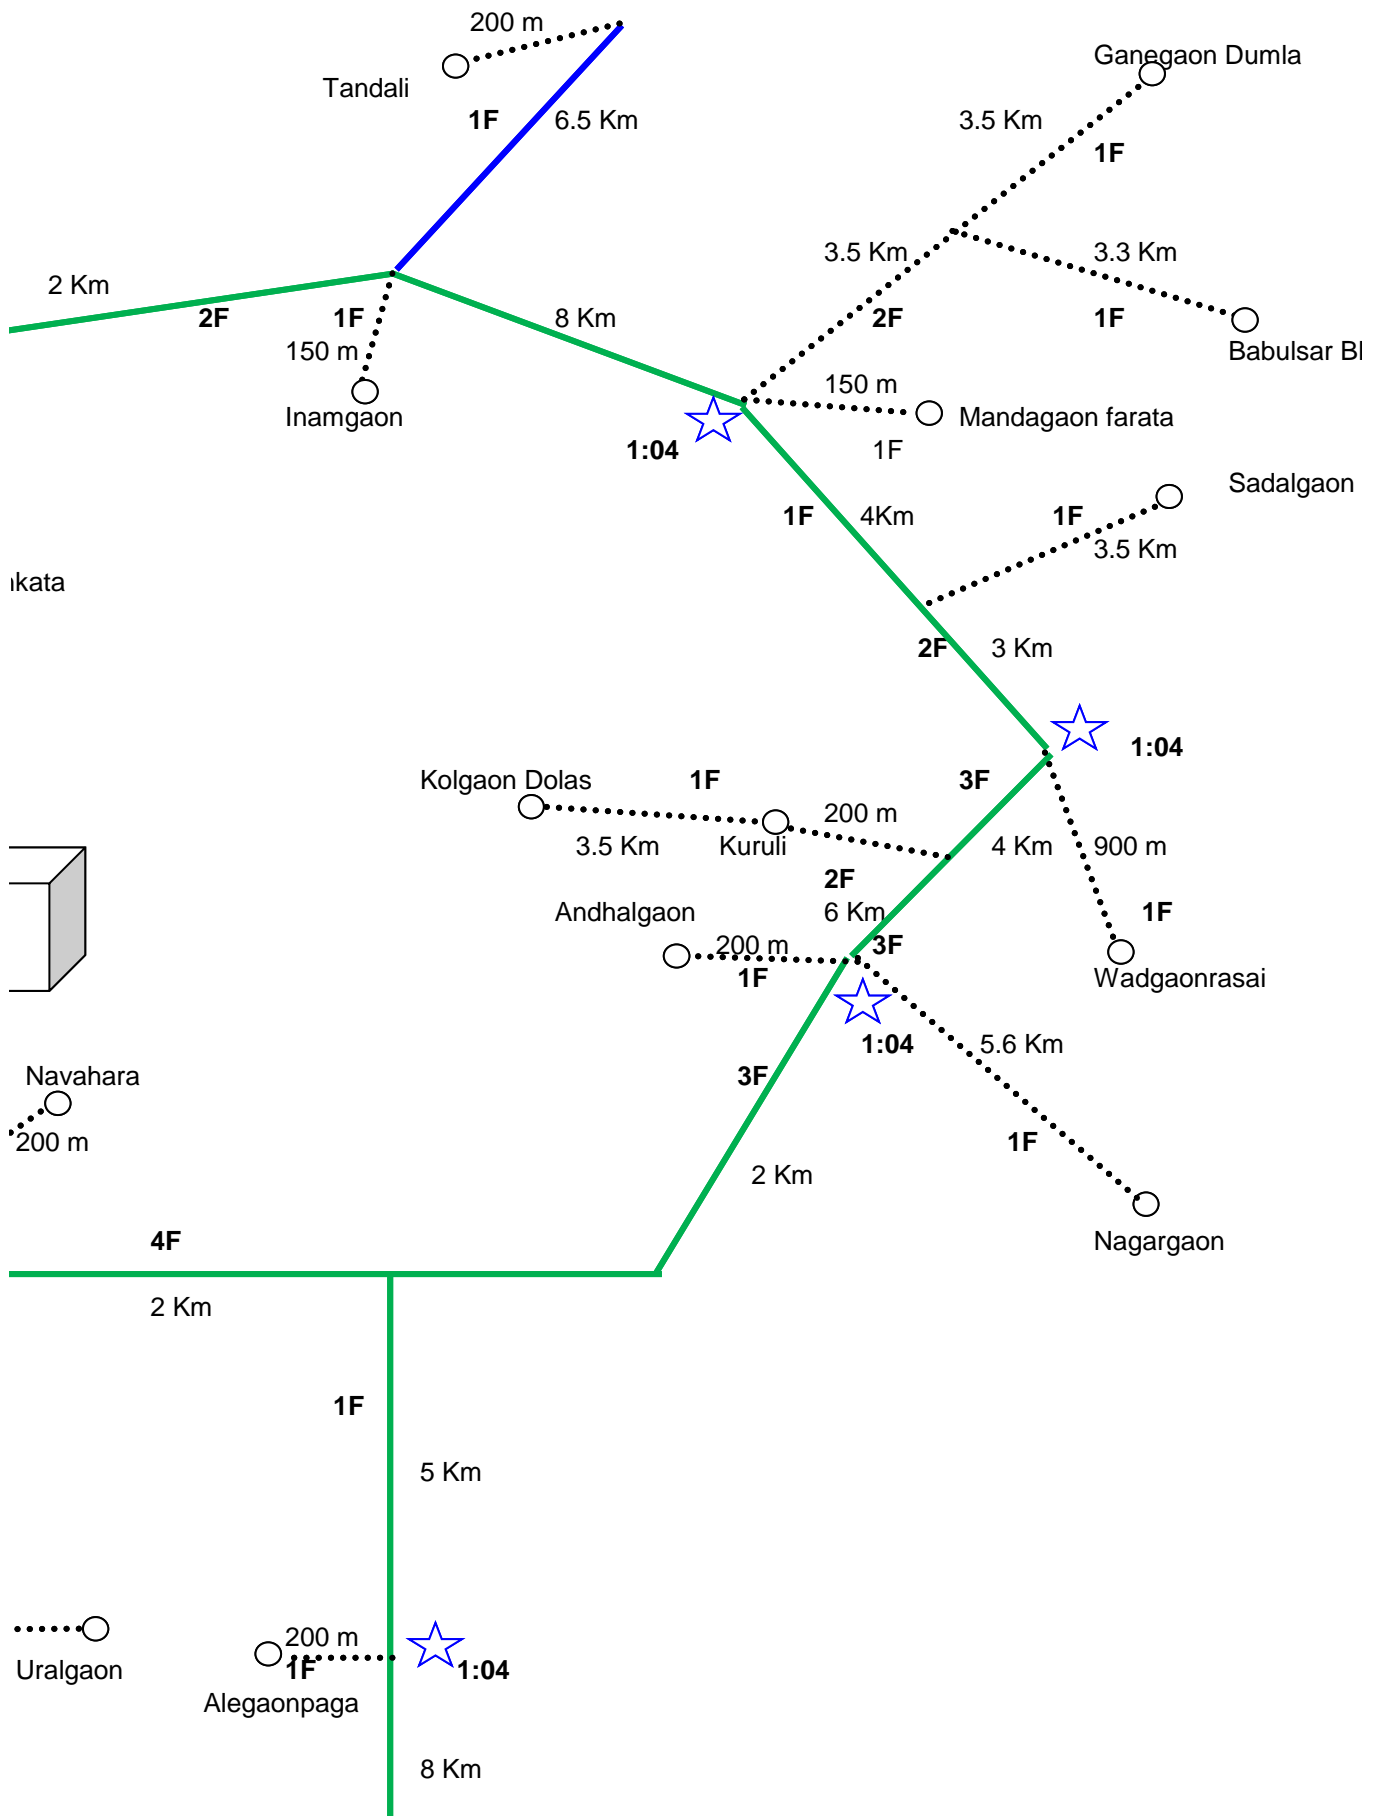 200 m
Ganegaon Dumla
Tandali
1F
6.5 Km
3.5 Km
1F
3.5 Km
3.3 Km
2 Km
2F
1F
8 Km
2F
1F
150 m
Babulsar
150 m
Inamgaon
Mandagaon farata
1:04
1F
Sadalgaon
1F
4Km
1F
3.5 Km
2F
3 Km
1:04
Kolgaon Dolas
1F
3F
200 m
3.5 Km
Kuruli
4 Km
900 m
2F
Andhalgaon
6 Km
1F
200 m
3F
1F
Wadgaonrasai
1:04
5.6 Km
Navahara
3F
200 m
1F
2 Km
4F
Nagargaon
2 Km
1F
5 Km
200 m
Uralgaon
1F
1:04
Alegaonpaga
8 Km